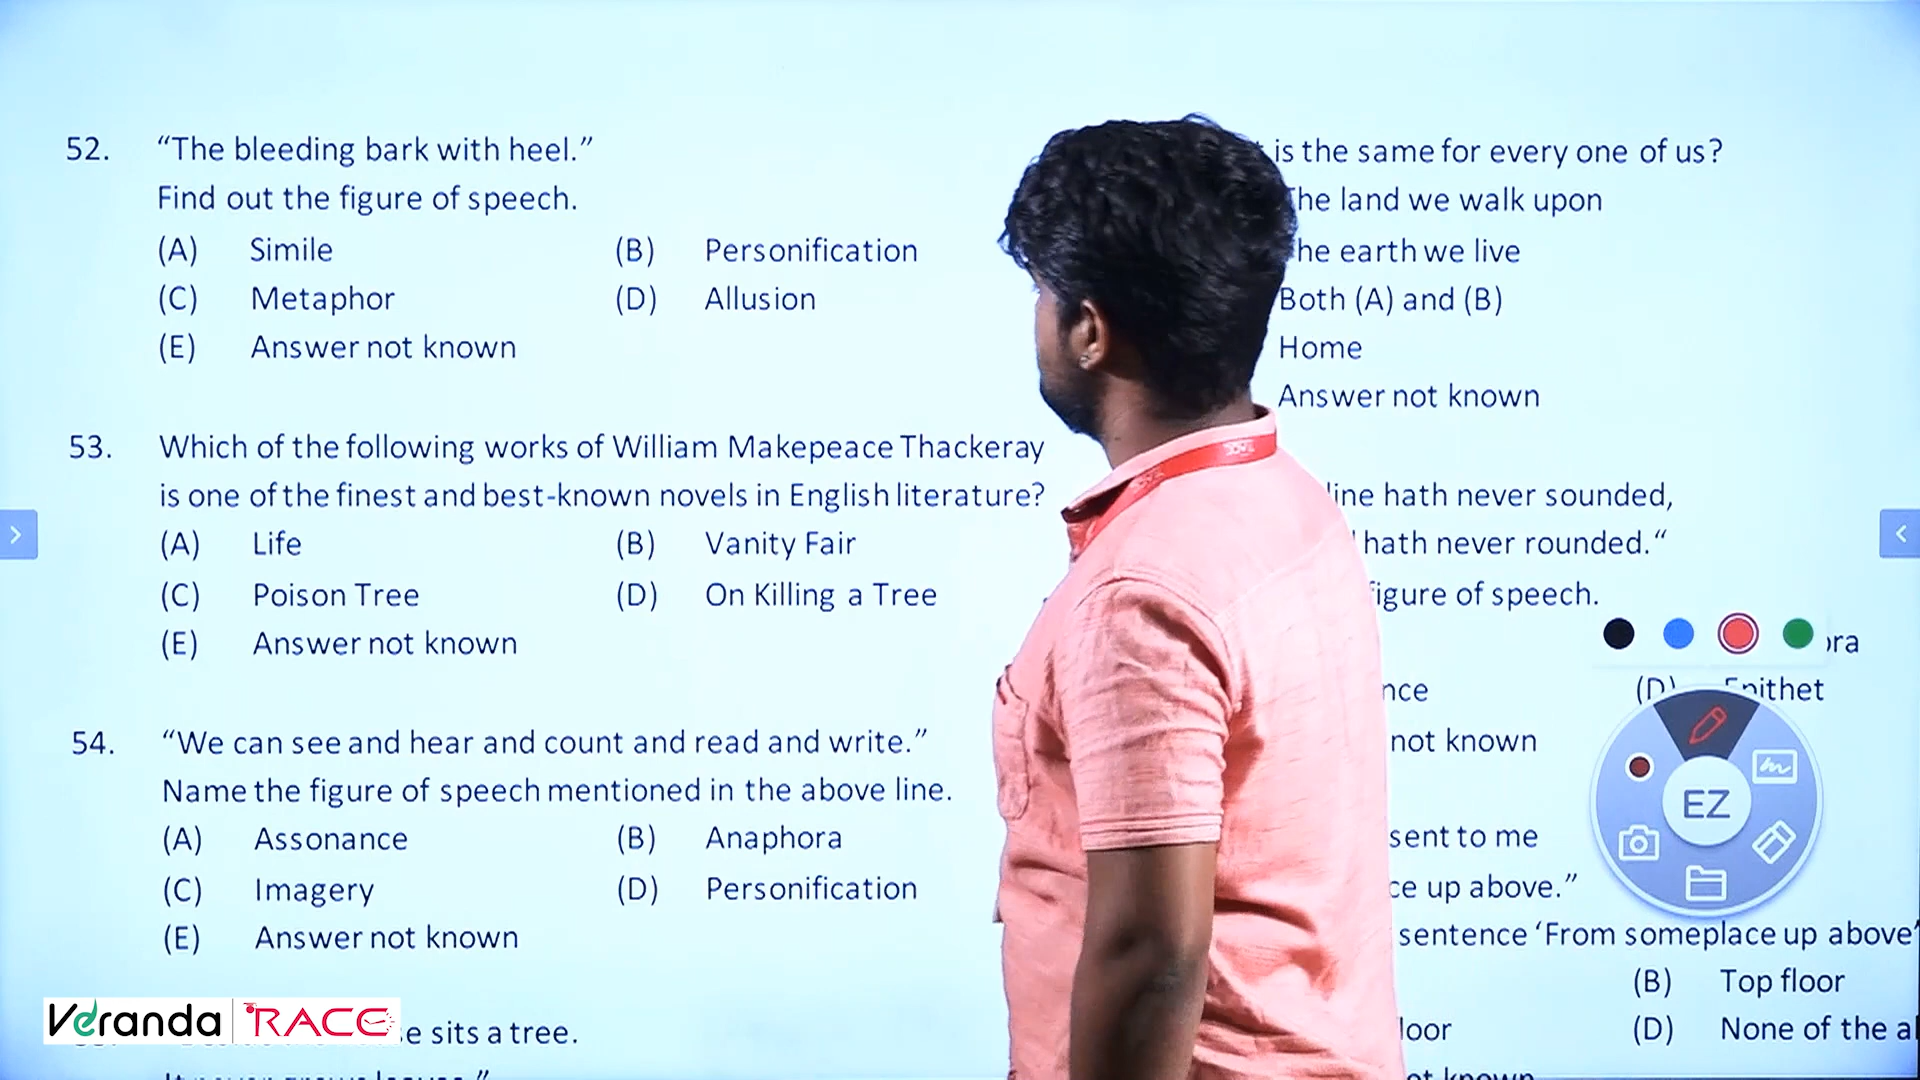 52. “The bleeding bark with heel.”
Find out the figure of speech.
(A) Simile (B) Personification
(C) Metaphor (D) Allusion
(E) Answer not known
53. Which of the following works of William Makepeace Thackeray
is one of the finest and best-known novels in English literature?
(A) Life (B) Vanity Fair
(C) Poison Tree (D) On Killing a Tree
(E) Answer not known
54. “We can see and hear and count and read and write.”
Name the figure of speech mentioned in the above line.
(A) Assonance (B) Anaphora
(C) Imagery (D) Personification
(E) Answer not known
sits a tree.
is the same for every one of us?
The land we walk upon
The earth we live
Both (A) and (B)
Home
Answer not known
line hath never sounded,
hath never rounded.“
figure of speech.
(D) Epithet
not known
sent to me
up above.”
sentence ‘From someplace up above’
(B) Top floor
(D) None of the
known
EZ
Veranda RACE